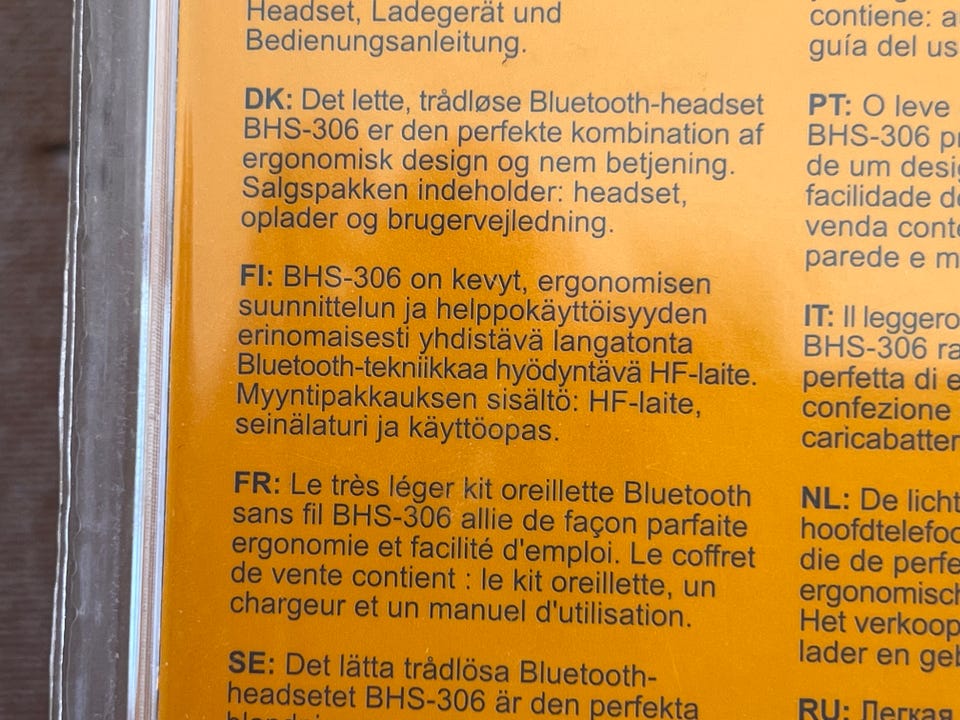 Headset, Ladegerät und
Bedienungsanleitung.
DK: Det lette, trådløse Bluetooth-headset
BHS-306 er den perfekte kombination af
ergonomisk design og nem betjening.
Salgspakken indeholder: headset,
oplader og brugervejledning.
FI: BHS-306 on kevyt, ergonomisen
suunnittelun ja helppokäyttöisyyden
erinomaisesti yhdistävä langatonta
Bluetooth-tekniikkaa hyödyntävä HF-laite.
Myyntipakkauksen sisältö: HF-laite,
seinälaturi ja käyttöopas.
FR: Le très léger kit oreillette Bluetooth
sans fil BHS-306 allie de façon parfaite
ergonomie et facilité d'emploi. Le coffret
de vente contient : le kit oreillette, un
chargeur et un manuel d'utilisation.
SE: Det lätta trådlösa Bluetooth-
headsetet BHS-306 är den perfekta
contiene:
guía del
PT: O leve
BHS-306
de um
facilidade
venda
parede e
IT: Il leggero
BHS-306
perfetta di
confezione
NL: De
die de
Het
lader en
RU: Легкая